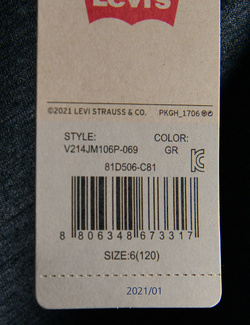 Levi's
©2021 LEVI STRAUSS & CO. PKGH_1706
STYLE: COLOR:
V214JM106P-069 GR
81D506-C81
8 806348 673317
SIZE:6(120)
2021/01